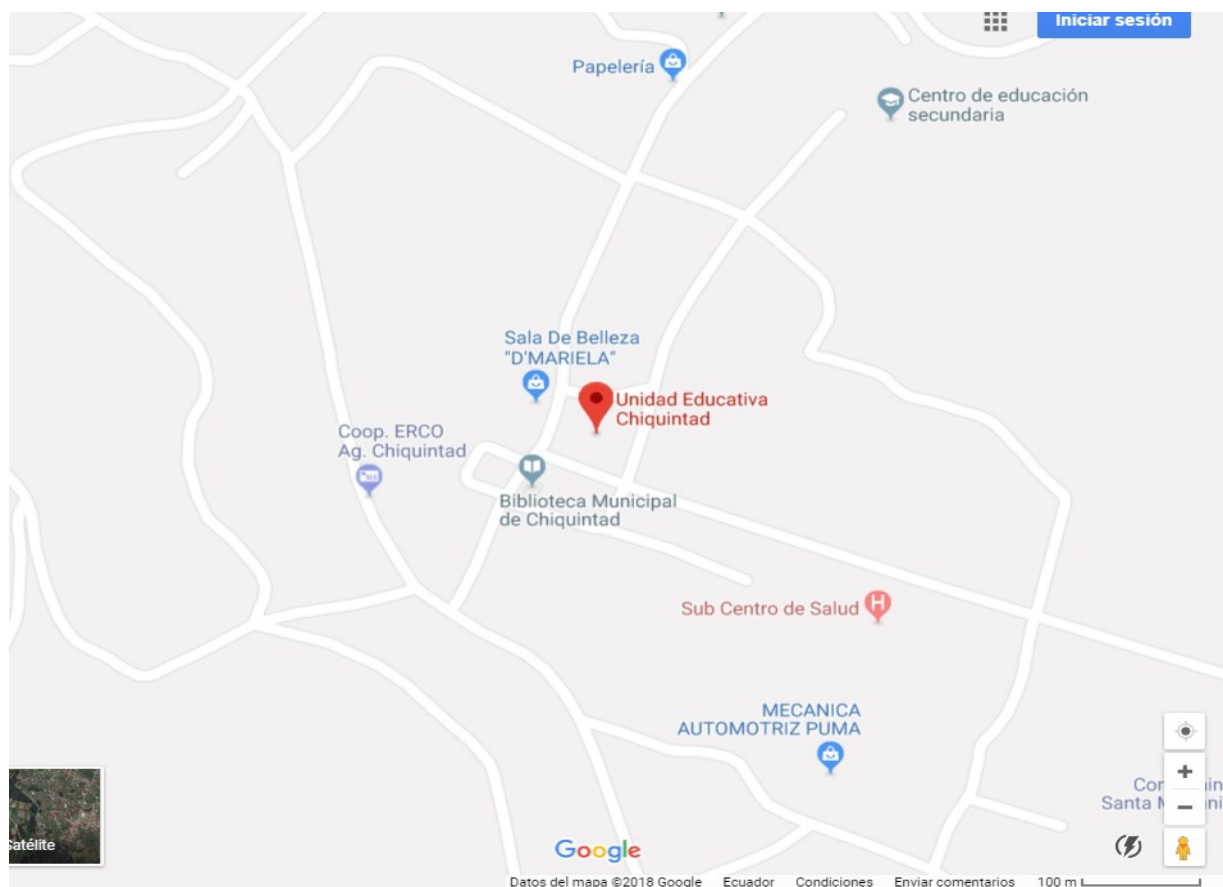 Iniciar sesión
Papelería
Centro de educación
secundaria
Sala De Belleza
"D'MARIELA"
Unidad Educativa
Chiquintad
Coop. ERCO
Ag. Chiquintad
Biblioteca Municipal
de Chiquintad
Sub Centro de Salud
H
MECANICA
AUTOMOTRIZ PUMA
Santa
Satélite
Google
Datos del mapa ©2018 Google Ecuador Condiciones Enviar comentarios 100 m